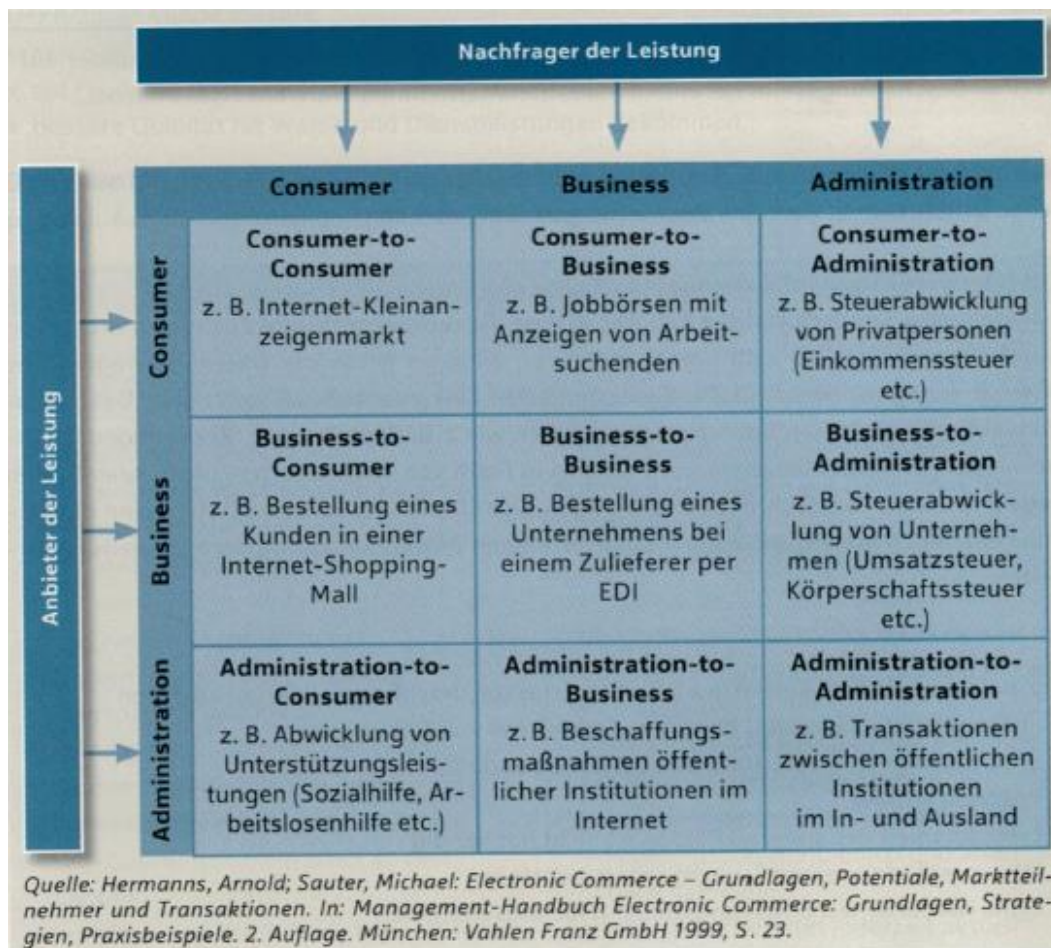 Nachfrager der Leistung
Anbieter der Leistung
Consumer
Business
Administration
Consumer
Consumer-to-
Consumer
z. B. Internet-Kleinan-
zeigenmarkt
Consumer-to-
Business
z. B. Jobbörsen mit
Anzeigen von Arbeit-
suchenden
Consumer-to-
Administration
z. B. Steuerabwicklung
von Privatpersonen
(Einkommenssteuer
etc.)
Business
Business-to-
Consumer
z. B. Bestellung eines
Kunden in einer
Internet-Shopping-
Mall
Business-to-
Business
z. B. Bestellung eines
Unternehmens bei
einem Zulieferer per
EDI
Business-to-
Administration
z. B. Steuerabwick-
lung von Unterneh-
men (Umsatzsteuer,
Körperschaftssteuer
etc.)
Administration
Administration-to-
Consumer
z. B. Abwicklung von
Unterstützungsleis-
tungen (Sozialhilfe, Ar-
beitslosenhilfe etc.)
Administration-to-
Business
z. B. Beschaffungs-
maßnahmen öffent-
licher Institutionen im
Internet
Administration-to-
Administration
z. B. Transaktionen
zwischen öffentlichen
Institutionen
im In- und Ausland
Quelle: Hermanns, Arnold; Sauter, Michael: Electronic Commerce – Grundlagen, Potentiale, Marktteil-
nehmer und Transaktionen. In: Management-Handbuch Electronic Commerce: Grundlagen, Strate-
gien, Praxisbeispiele. 2. Auflage. München: Vahlen Franz GmbH 1999, S. 23.